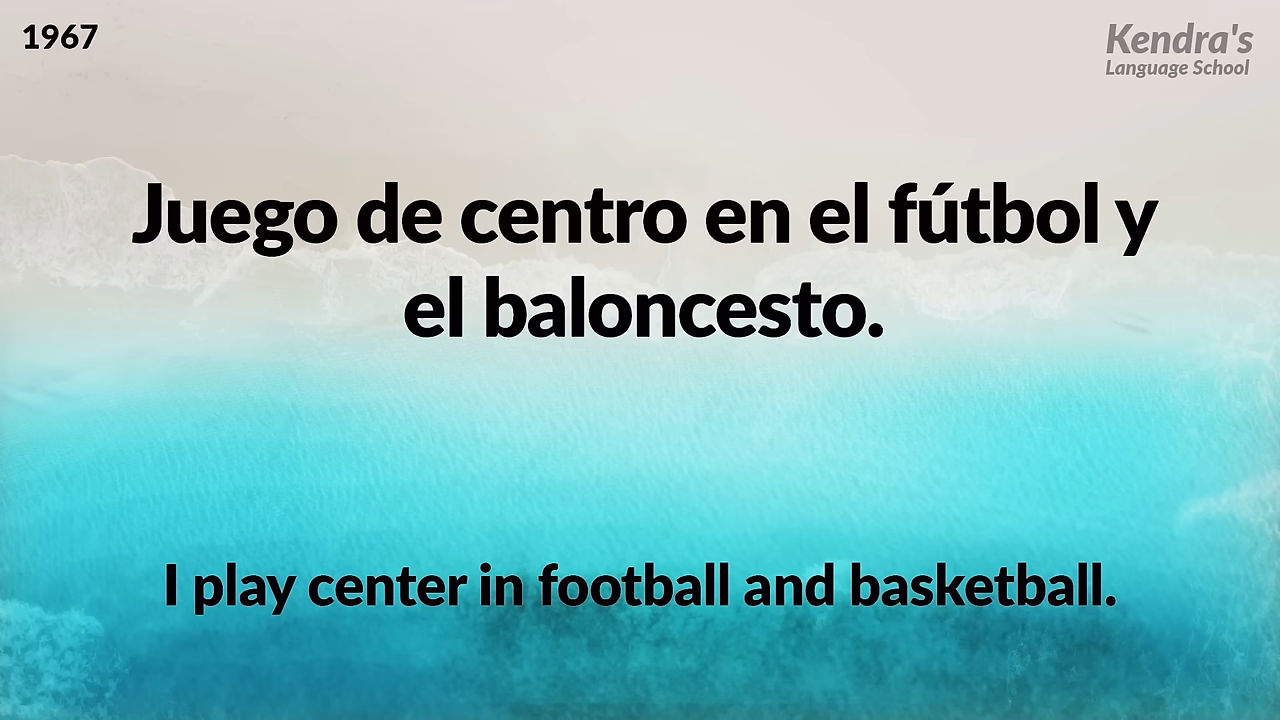 1967
Kendra's
Language School
Juego de centro en el fútbol y
el baloncesto.
I play center in football and basketball.